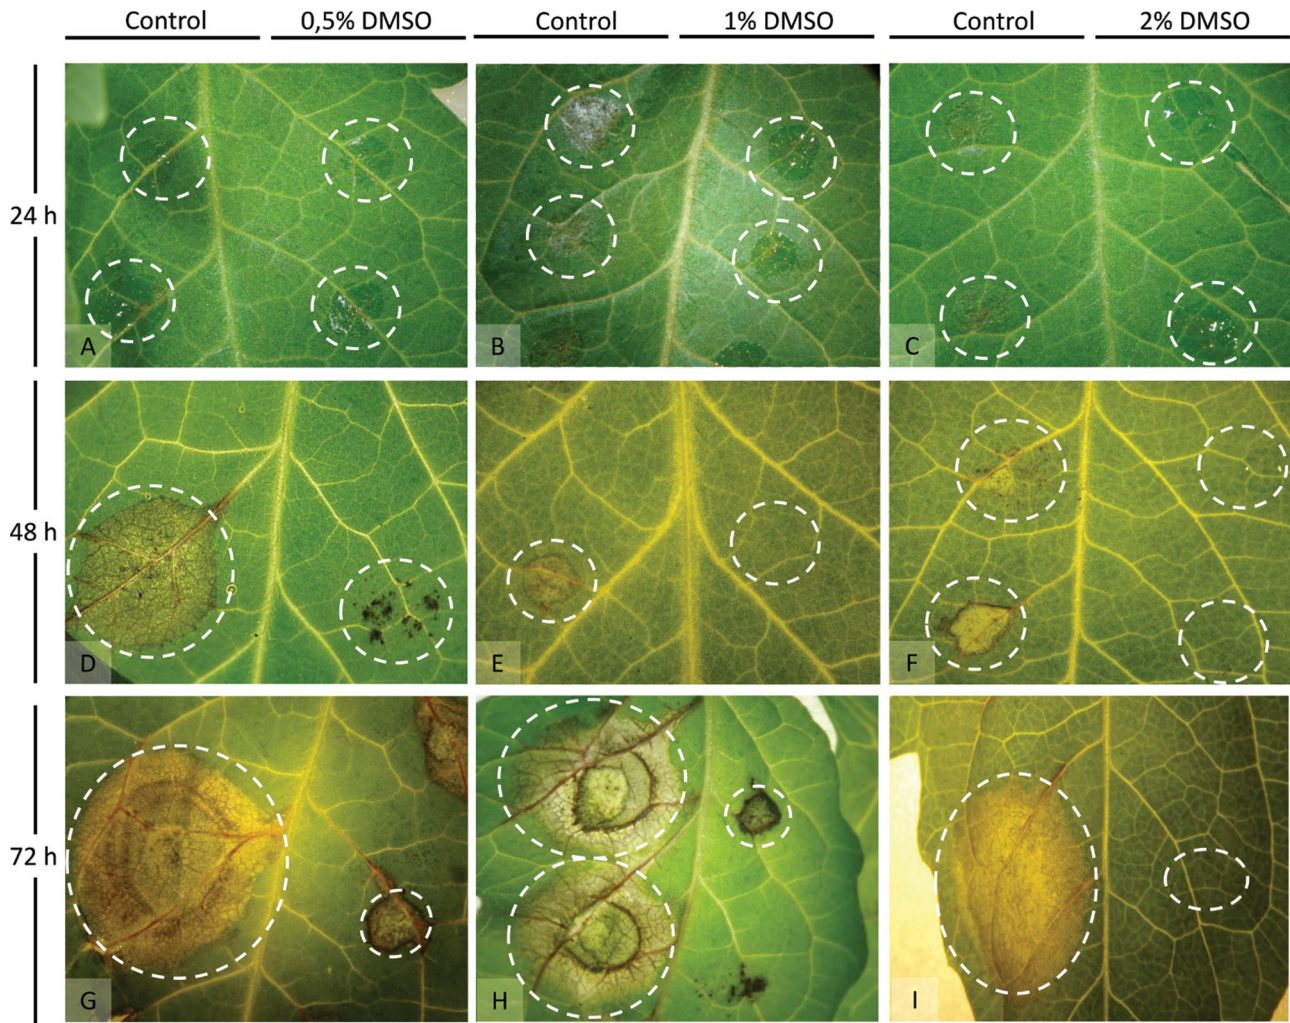 Control 0,5% DMSO Control 1% DMSO Control 2% DMSO
24 h
A B C
48 h
D E F
72 h
G H I